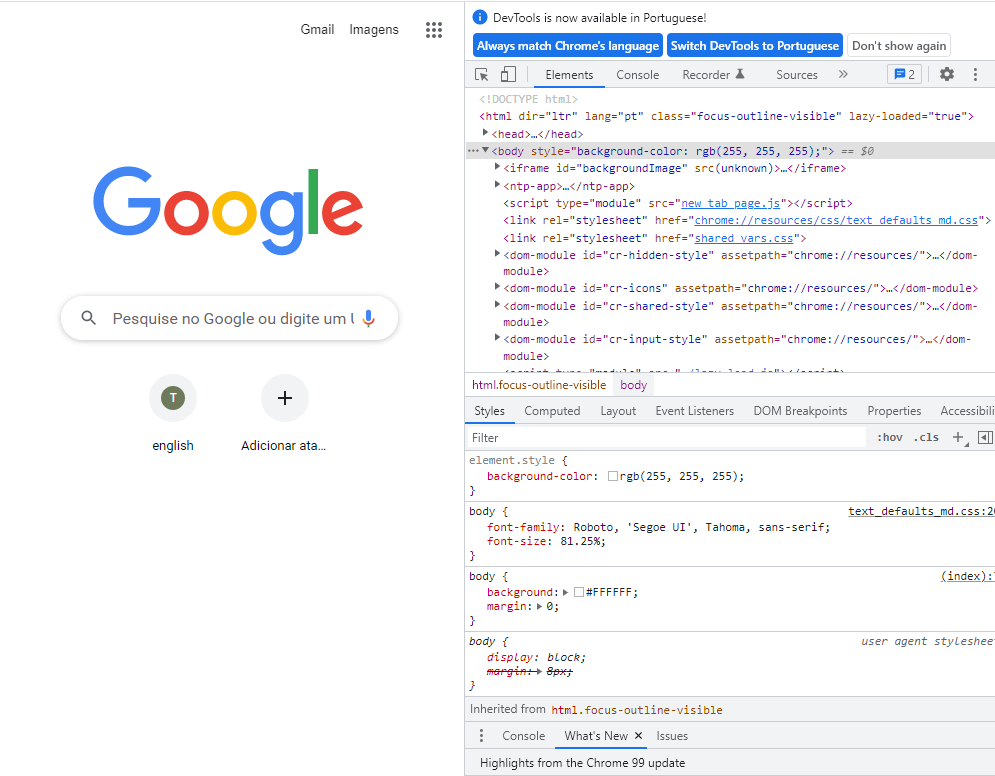 Gmail Imagens
Google
Pesquise no Google ou digite um
T
english
Adicionar ata...
DevTools is now available in Portuguese!
Always match Chrome's language Switch DevTools to Portuguese Don't show again
Elements Console Recorder Sources » 2
<!DOCTYPE html>
<html dir="ltr" lang="pt" class="focus-outline-visible" lazy-loaded="true">
<head>…</head>
<body style="background-color: rgb(255, 255, 255);"> == $0
<iframe id="backgroundImage" src(unknown)>…</iframe>
<ntp-app>…</ntp-app>
<script type="module" src="new_tab_page.js"></script>
<link rel="stylesheet" href="chrome://resources/css/text_defaults_md.css">
<link rel="stylesheet" href="shared_vars.css">
<dom-module id="cr-hidden-style" assetpath="chrome://resources/">…</dom-
module>
<dom-module id="cr-icons" assetpath="chrome://resources/">…</dom-module>
<dom-module id="cr-shared-style" assetpath="chrome://resources/">…</dom-
module>
<dom-module id="cr-input-style" assetpath="chrome://resources/">…</dom-
module>
<script type="module" src="./lazy_load.js"></script>
html.focus-outline-visible body
Styles Computed Layout Event Listeners DOM Breakpoints Properties Accessibili
Filter :hov .cls +
element.style {
background-color: rgb(255, 255, 255);
}
body { text_defaults_md.css:20
font-family: Roboto, 'Segoe UI', Tahoma, sans-serif;
font-size: 81.25%;
}
body { (index):
background: #FFFFFF;
margin: 0;
}
body { user agent stylesheet
display: block;
margin: 8px;
}
Inherited from html.focus-outline-visible
Console What's New × Issues
Highlights from the Chrome 99 update